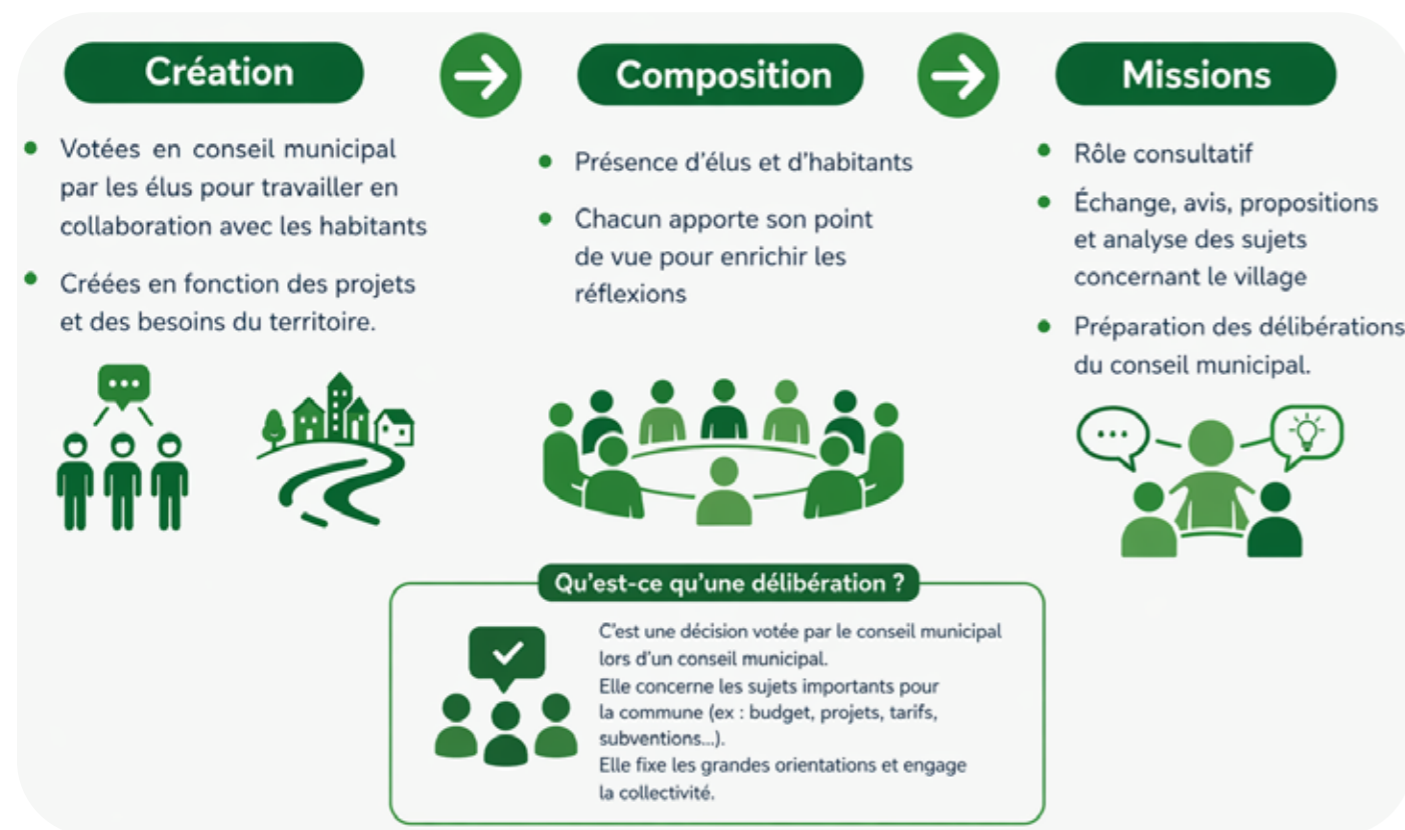 Création
Votées en conseil municipal
par les élus pour travailler en
collaboration avec les habitants
Créées en fonction des projets
et des besoins du territoire.
Composition
Présence d'élus et d'habitants
Chacun apporte son point
de vue pour enrichir les
réflexions
Missions
Rôle consultatif
Échange, avis, propositions
et analyse des sujets
concernant le village
Préparation des délibérations
du conseil municipal.
Qu'est-ce qu'une délibération ?
C'est une décision votée par le conseil municipal
lors d'un conseil municipal.
Elle concerne les sujets importants pour
la commune (ex : budget, projets, tarifs,
subventions...).
Elle fixe les grandes orientations et engage
la collectivité.